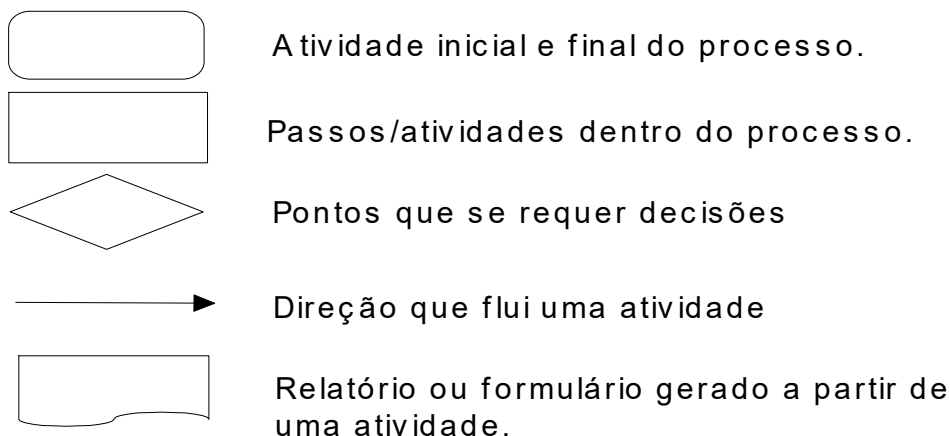 Atividade inicial e final do processo.
Passos/atividades dentro do processo.
Pontos que se requer decisões
Direção que flui uma atividade
Relatório ou formulário gerado a partir de
uma atividade.